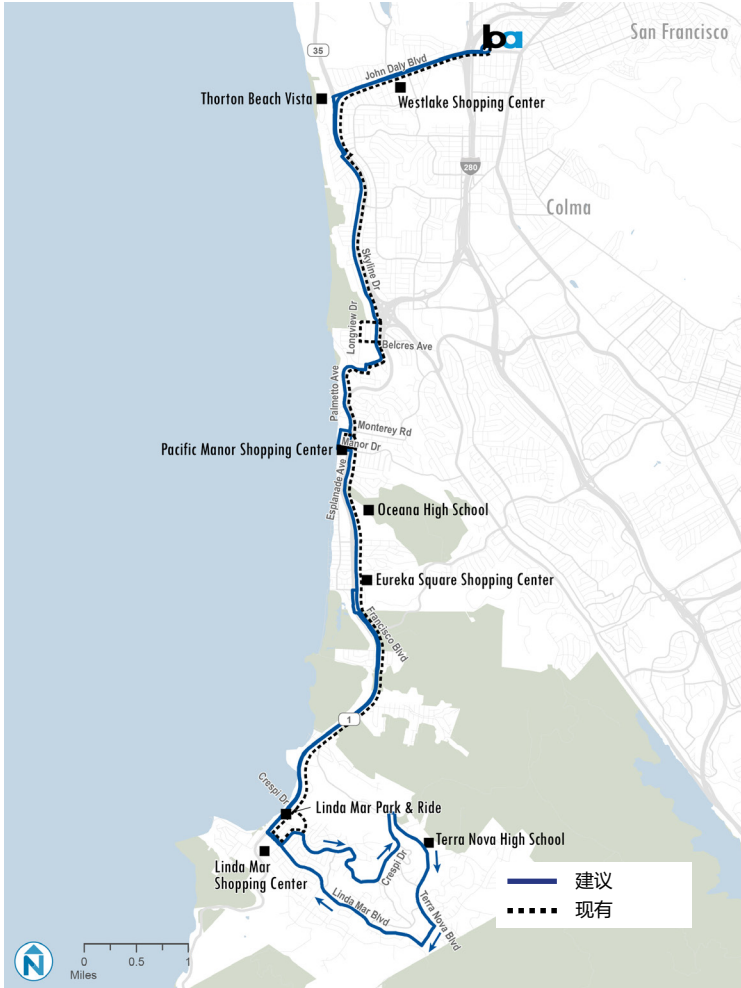 San Francisco
35
ba
John Daly Blvd
Thorton Beach Vista
Westlake Shopping Center
280
Colma
Skyline Dr
Longview Dr
Belcres Ave
Palmetto Ave
Monterey Rd
Manor Dr
Pacific Manor Shopping Center
Esplanade Ave
Oceana High School
Eureka Square Shopping Center
Francisco Blvd
1
Crespi Dr
Linda Mar Park & Ride
Terra Nova High School
Linda Mar
Shopping Center
Crespi Dr
Linda Mar Blvd
Terra Nova Blvd
建议
现有
N
0 0.5 1
Miles